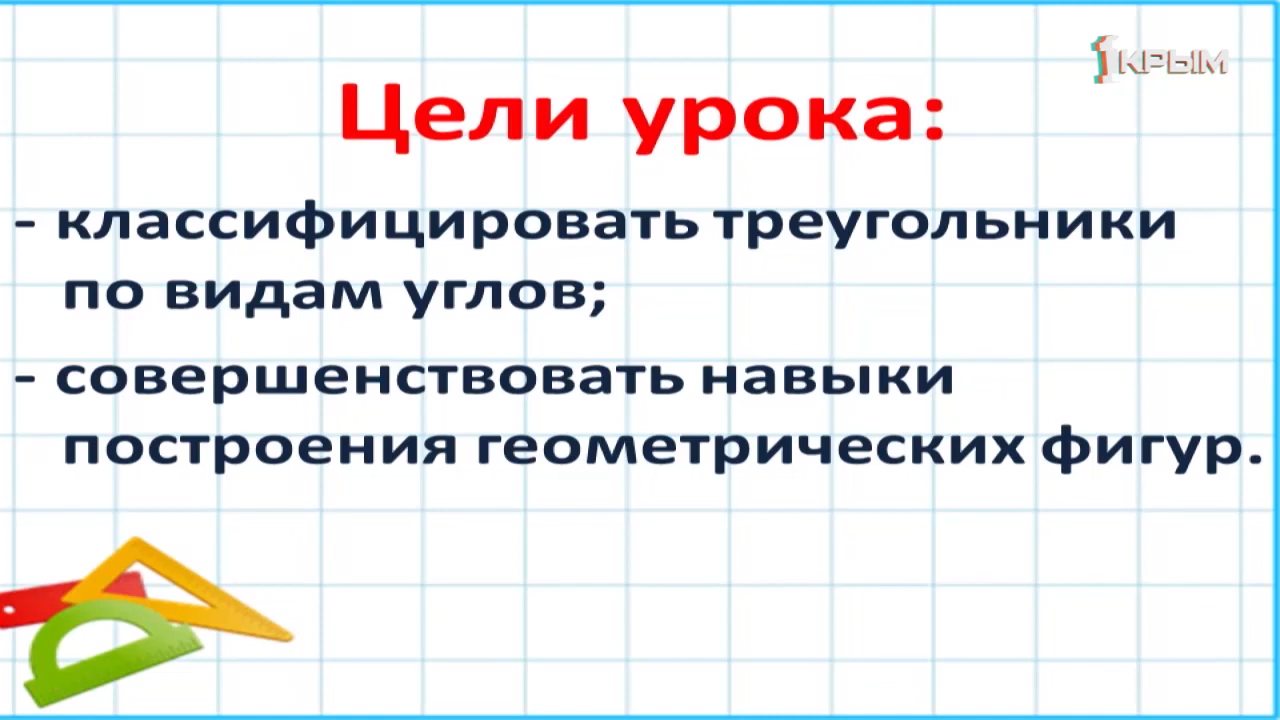 1КРЫМ
Цели урока:
- классифицировать треугольники
по видам углов;
- совершенствовать навыки
построения геометрических фигур.